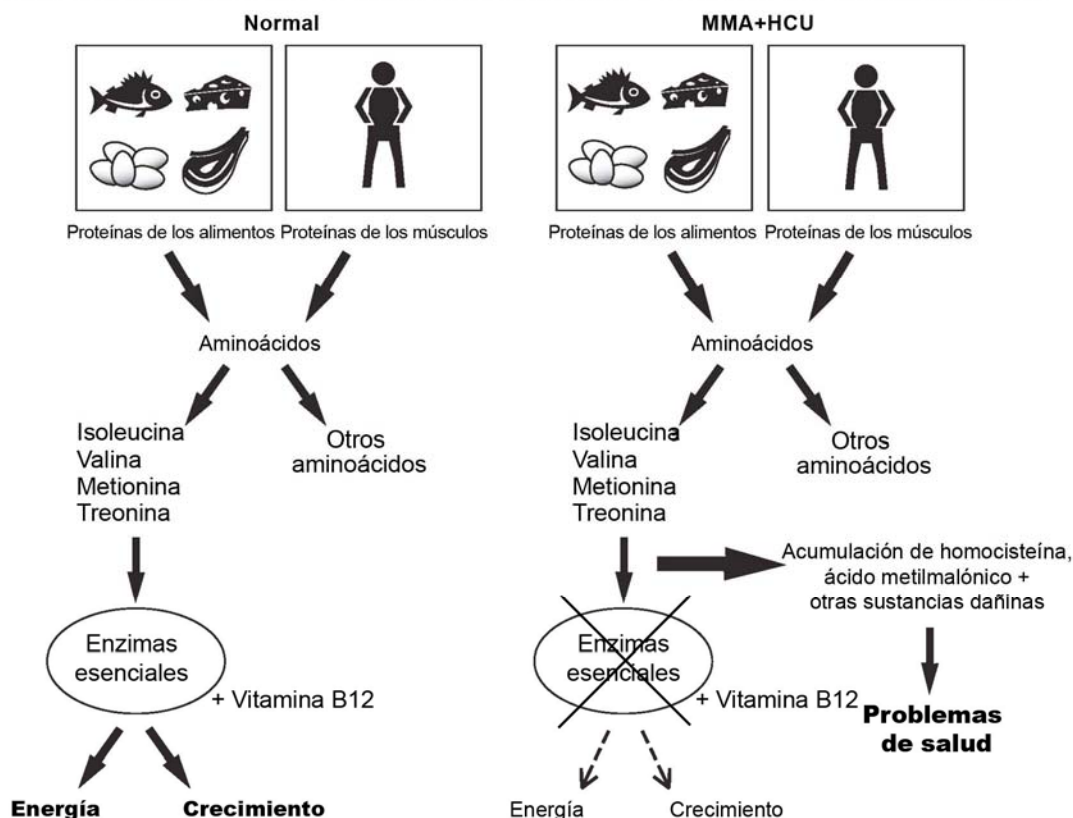 Normal
Proteínas de los alimentos
Proteínas de los músculos
Aminoácidos
Isoleucina
Valina
Metionina
Treonina
Otros
aminoácidos
Enzimas
esenciales
+ Vitamina B12
Energía
Crecimiento
MMA+HCU
Proteínas de los alimentos
Proteínas de los músculos
Aminoácidos
Isoleucina
Valina
Metionina
Treonina
Otros
aminoácidos
Acumulación de homocisteína,
ácido metilmalónico +
otras sustancias dañinas
Enzimas
esenciales
+ Vitamina B12
Problemas
de salud
Energía
Crecimiento